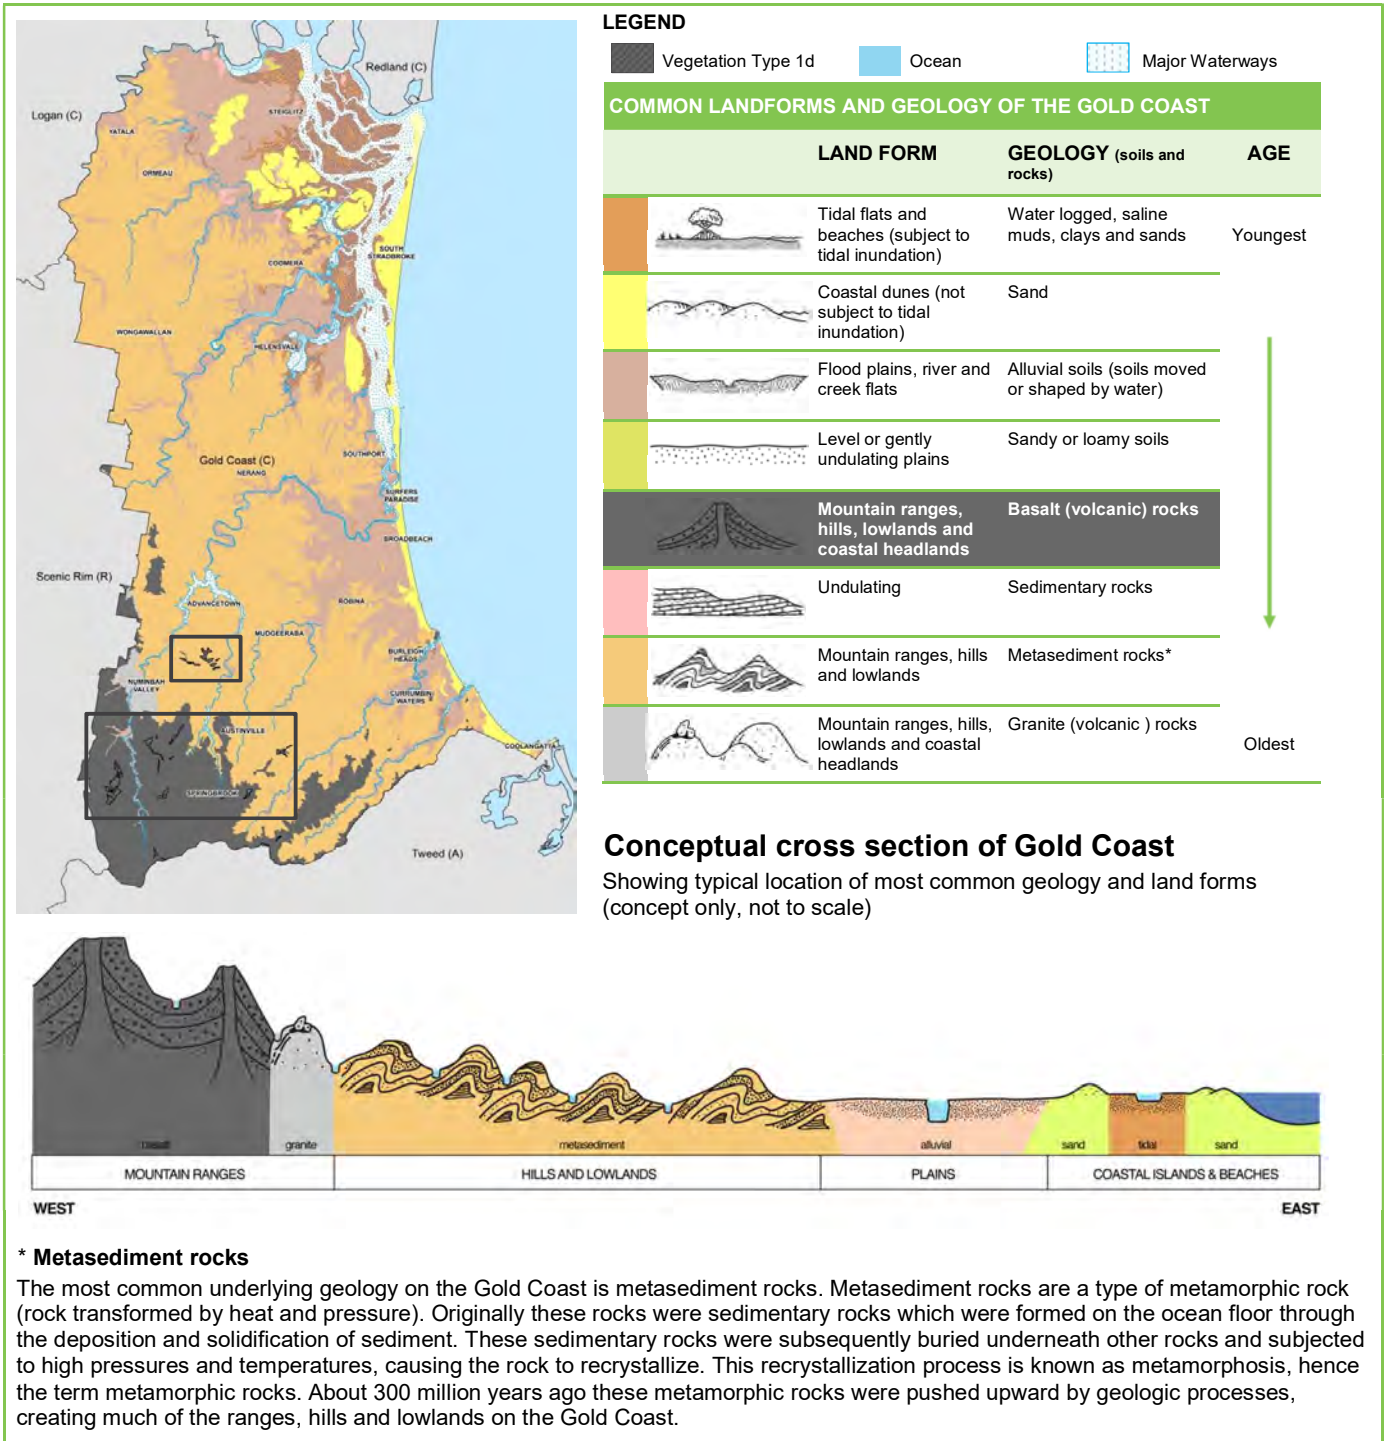 LEGEND
Vegetation Type 1d
Ocean
Major Waterways
Redland (C)
Logan (C)
STEIGLITZ
YATALA
ORMEAU
SOUTH
STRADBROKE
COOMERA
WONGAWALLAN
HELENSVALE
SOUTHPORT
Gold Coast (C)
NERANG
SURFERS
PARADISE
BROADBEACH
Scenic Rim (R)
ADVANCETOWN
ROBINA
MUDGEERABA
BURLEIGH
HEADS
NUMINBAH
VALLEY
CURRUMBIN
WATERS
AUSTINVILLE
COOLANGATTA
SPRINGBROOK
Tweed (A)
COMMON LANDFORMS AND GEOLOGY OF THE GOLD COAST
LAND FORM
GEOLOGY (soils and
rocks)
AGE
Tidal flats and
beaches (subject to
tidal inundation)
Water logged, saline
muds, clays and sands
Youngest
Coastal dunes (not
subject to tidal
inundation)
Sand
Flood plains, river and
creek flats
Alluvial soils (soils moved
or shaped by water)
Level or gently
undulating plains
Sandy or loamy soils
Mountain ranges,
hills, lowlands and
coastal headlands
Basalt (volcanic) rocks
Undulating
Sedimentary rocks
Mountain ranges, hills
and lowlands
Metasediment rocks*
Mountain ranges, hills,
lowlands and coastal
headlands
Granite (volcanic ) rocks
Oldest
Conceptual cross section of Gold Coast
Showing typical location of most common geology and land forms
(concept only, not to scale)
basalt
granite
metasediment
alluvial
sand
tidal
sand
MOUNTAIN RANGES
HILLS AND LOWLANDS
PLAINS
COASTAL ISLANDS & BEACHES
WEST
EAST
* Metasediment rocks
The most common underlying geology on the Gold Coast is metasediment rocks. Metasediment rocks are a type of metamorphic rock
(rock transformed by heat and pressure). Originally these rocks were sedimentary rocks which were formed on the ocean floor through
the deposition and solidification of sediment. These sedimentary rocks were subsequently buried underneath other rocks and subjected
to high pressures and temperatures, causing the rock to recrystallize. This recrystallization process is known as metamorphosis, hence
the term metamorphic rocks. About 300 million years ago these metamorphic rocks were pushed upward by geologic processes,
creating much of the ranges, hills and lowlands on the Gold Coast.